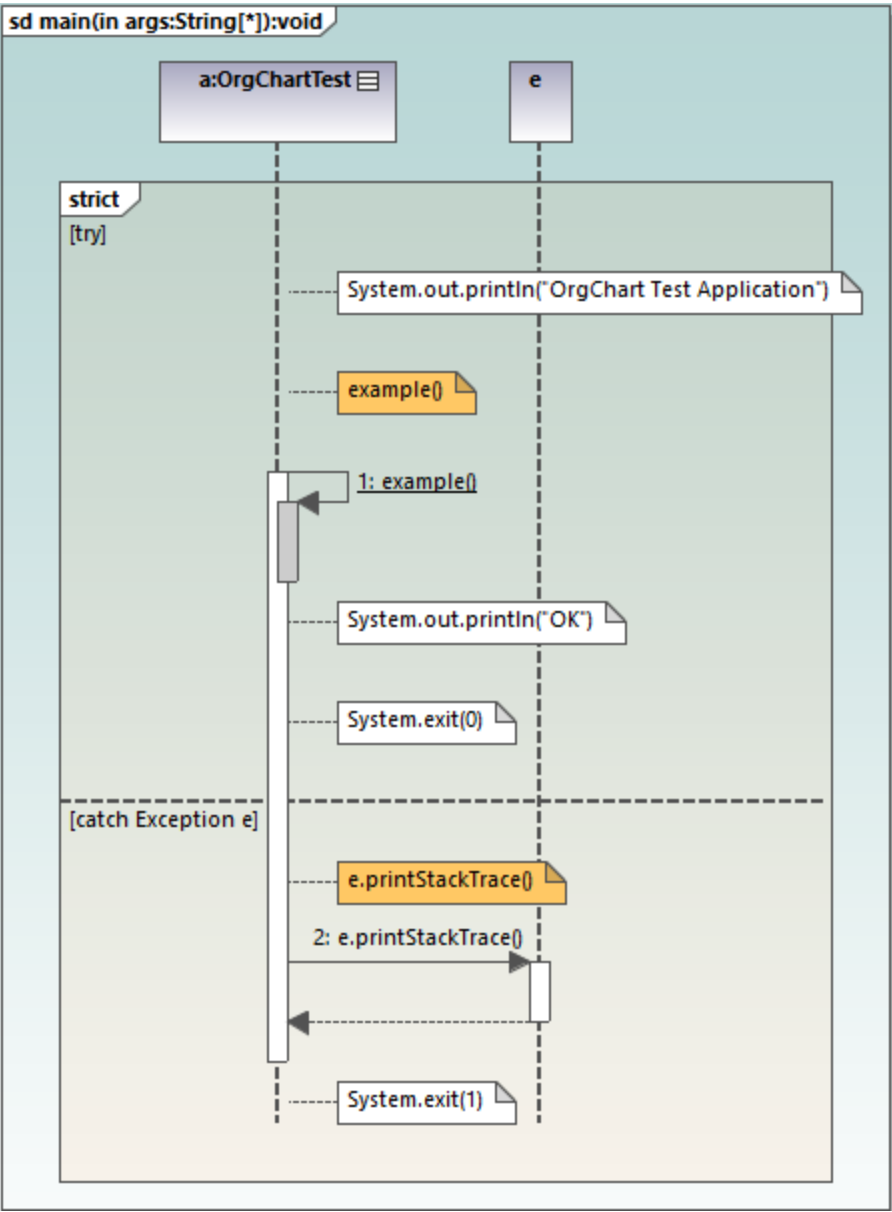 sd main(in args:String[*]):void
a:OrgChartTest
e
strict
[try]
System.out.println("OrgChart Test Application")
example()
1: example()
System.out.println("OK")
System.exit(0)
[catch Exception e]
e.printStackTrace()
2: e.printStackTrace()
System.exit(1)